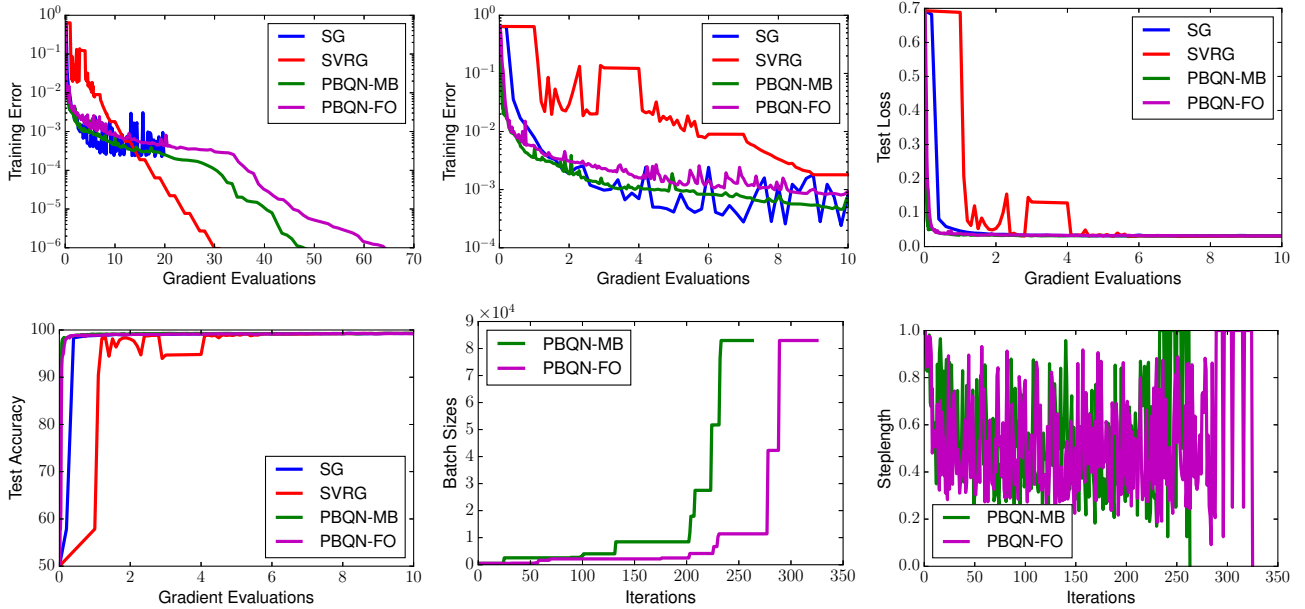 Training Error
10^0
10^-1
10^-2
10^-3
10^-4
10^-5
10^-6
0 10 20 30 40 50 60 70
Gradient Evaluations
SG
SVRG
PBQN-MB
PBQN-FO
Training Error
10^0
10^-1
10^-2
10^-3
10^-4
0 2 4 6 8 10
Gradient Evaluations
SG
SVRG
PBQN-MB
PBQN-FO
Test Loss
0.7
0.6
0.5
0.4
0.3
0.2
0.1
0.0
0 2 4 6 8 10
Gradient Evaluations
SG
SVRG
PBQN-MB
PBQN-FO
Test Accuracy
100
90
80
70
60
50
0 2 4 6 8 10
Gradient Evaluations
SG
SVRG
PBQN-MB
PBQN-FO
×10^4
Batch Sizes
9
8
7
6
5
4
3
2
1
0
0 50 100 150 200 250 300 350
Iterations
PBQN-MB
PBQN-FO
Steplength
1.0
0.8
0.6
0.4
0.2
0.0
0 50 100 150 200 250 300 350
Iterations
PBQN-MB
PBQN-FO